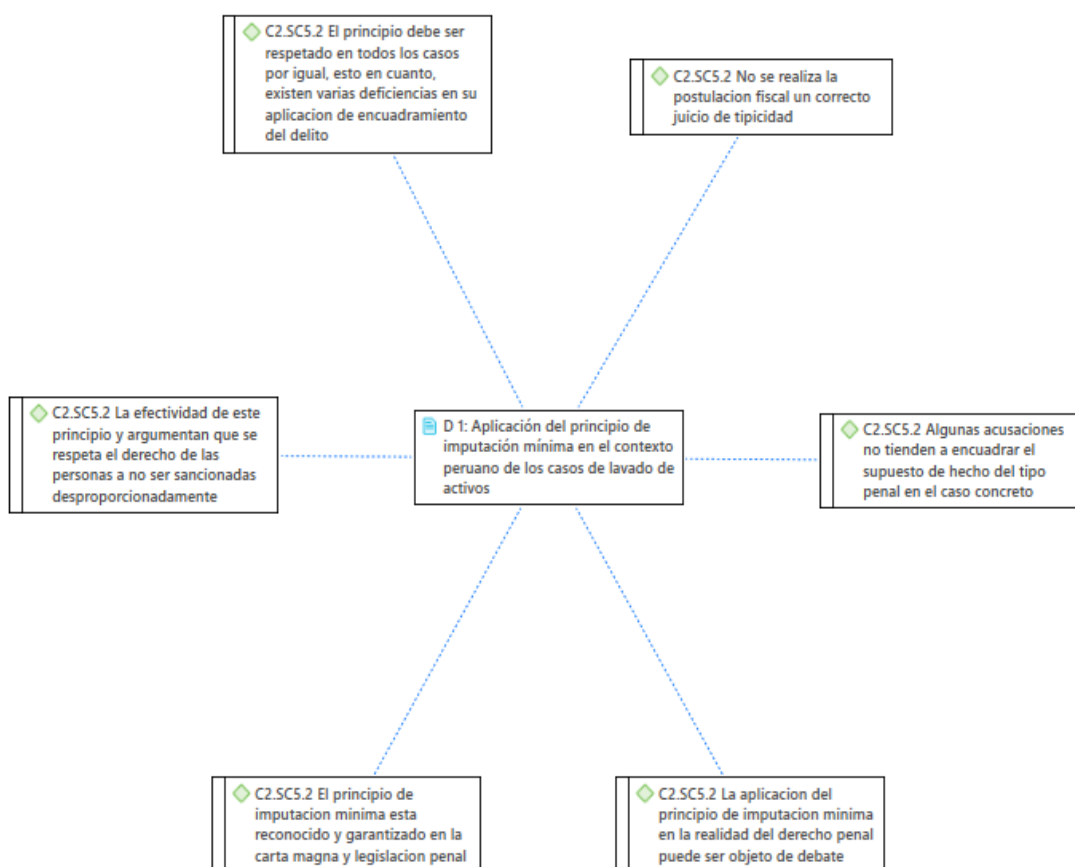 C2.SC5.2 El principio debe ser
respetado en todos los casos
por igual, esto en cuanto,
existen varias deficiencias en su
aplicacion de encuadramiento
del delito
C2.SC5.2 No se realiza la
postulacion fiscal un correcto
juicio de tipicidad
C2.SC5.2 La efectividad de este
principio y argumentan que se
respeta el derecho de las
personas a no ser sancionadas
desproporcionadamente
D 1: Aplicación del principio de
imputación mínima en el contexto
peruano de los casos de lavado de
activos
C2.SC5.2 Algunas acusaciones
no tienden a encuadrar el
supuesto de hecho del tipo
penal en el caso concreto
C2.SC5.2 El principio de
imputacion minima esta
reconocido y garantizado en la
carta magna y legislacion penal
C2.SC5.2 La aplicacion del
principio de imputacion minima
en la realidad del derecho penal
puede ser objeto de debate